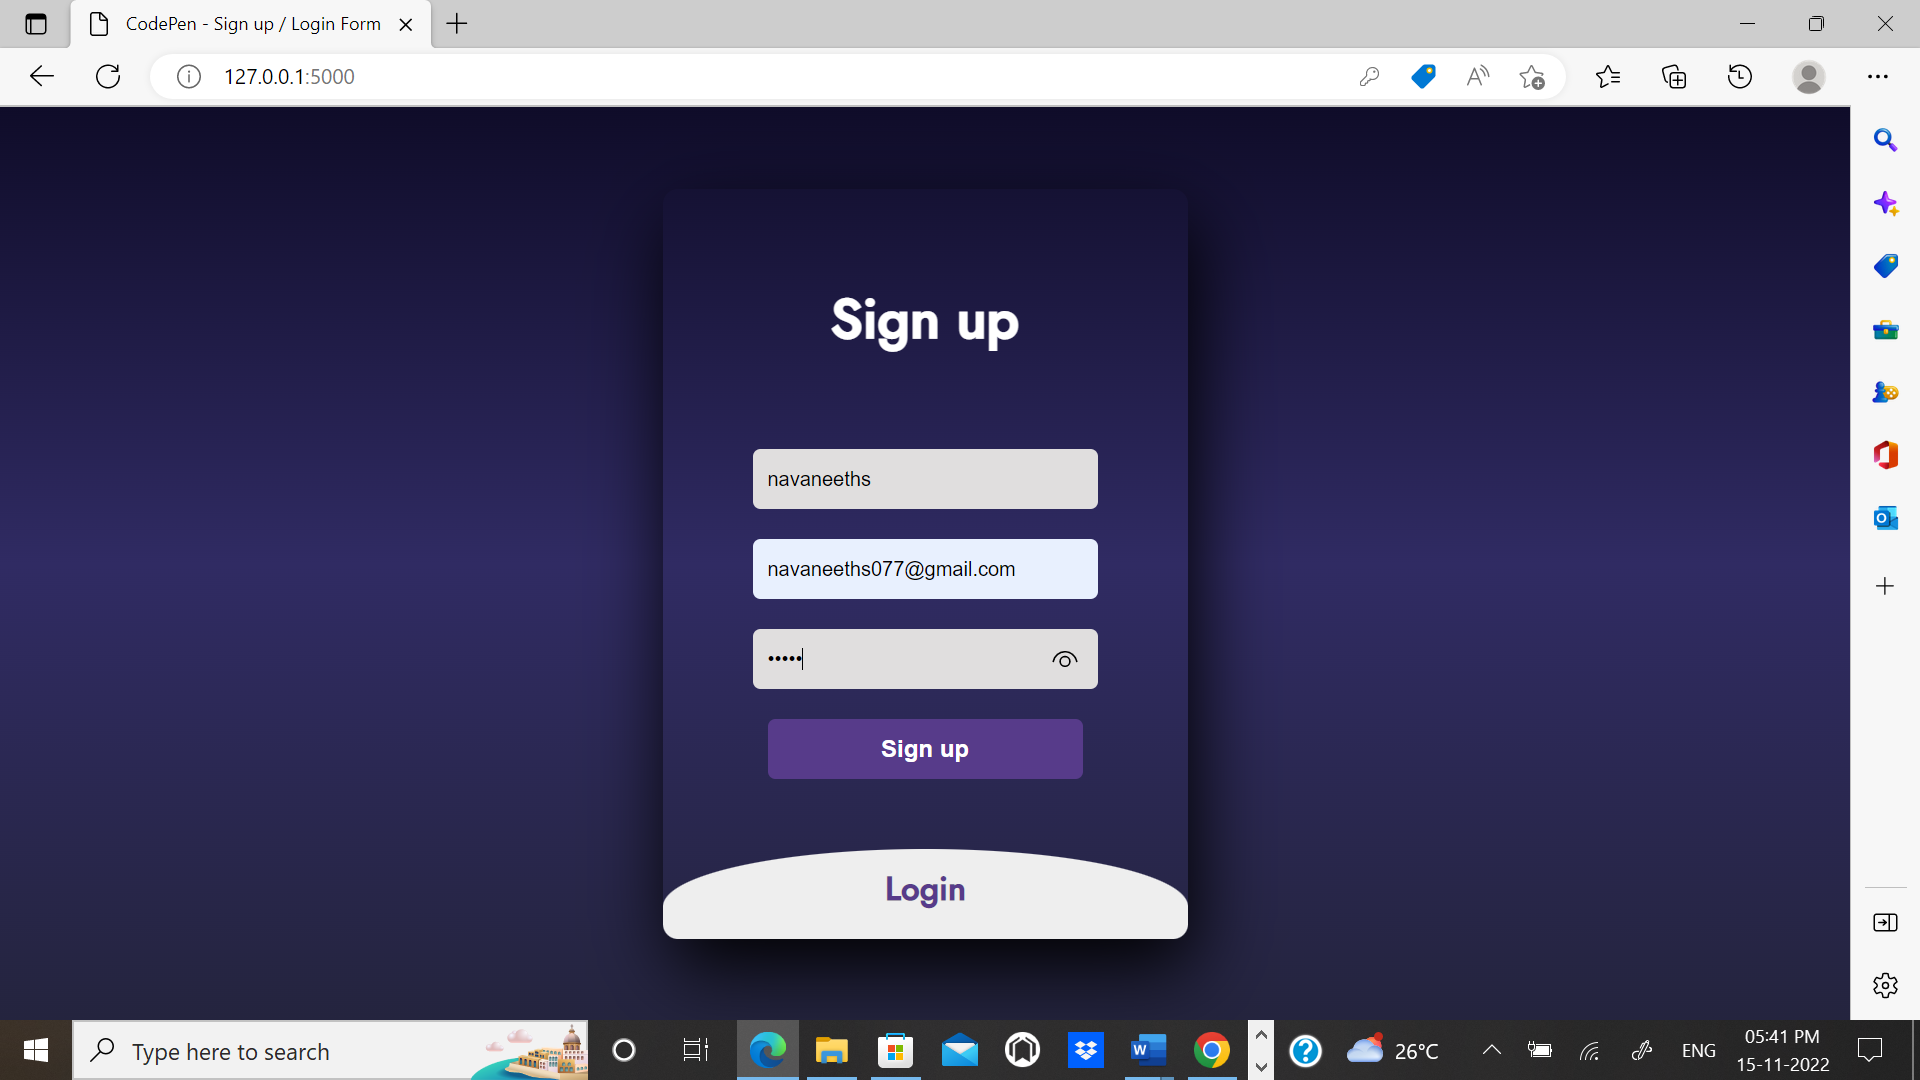 CodePen - Sign up / Login Form
127.0.0.1:5000
Sign up
navaneeths
navaneeths077@gmail.com
•••••
Sign up
Login
Type here to search
26°C
ENG
05:41 PM
15-11-2022